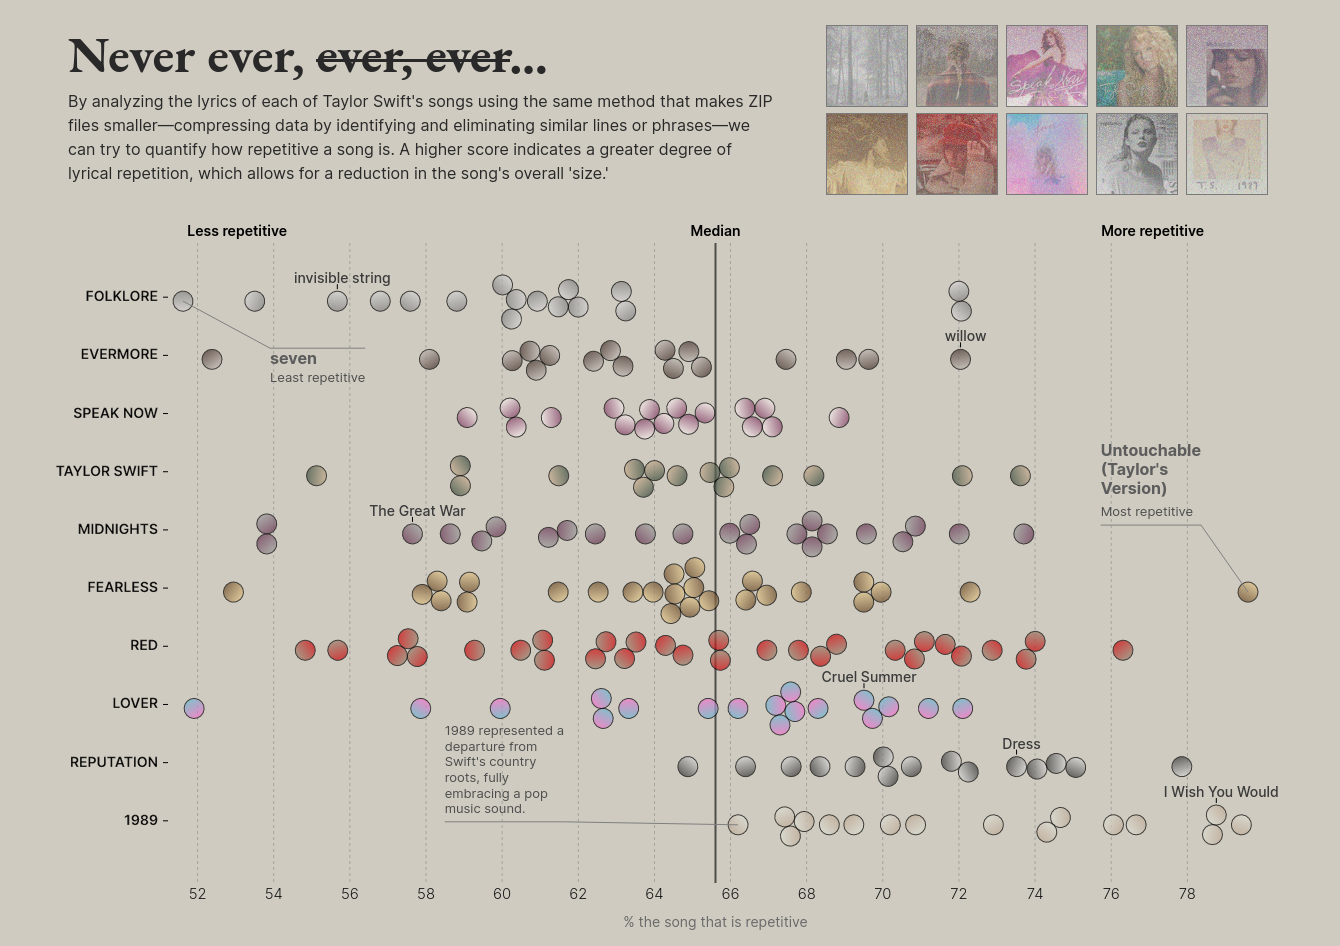 Never ever, ever, ever...
By analyzing the lyrics of each of Taylor Swift's songs using the same method that makes ZIP
files smaller—compressing data by identifying and eliminating similar lines or phrases—we
can try to quantify how repetitive a song is. A higher score indicates a greater degree of
lyrical repetition, which allows for a reduction in the song's overall 'size.'
Speak Now
T. S. 1989
Less repetitive
Median
More repetitive
FOLKLORE
invisible string
seven
Least repetitive
EVERMORE
willow
SPEAK NOW
TAYLOR SWIFT
Untouchable
(Taylor's
Version)
Most repetitive
MIDNIGHTS
The Great War
FEARLESS
RED
LOVER
Cruel Summer
1989 represented a
departure from
Swift's country
roots, fully
embracing a pop
music sound.
REPUTATION
Dress
1989
I Wish You Would
52 54 56 58 60 62 64 66 68 70 72 74 76 78
% the song that is repetitive